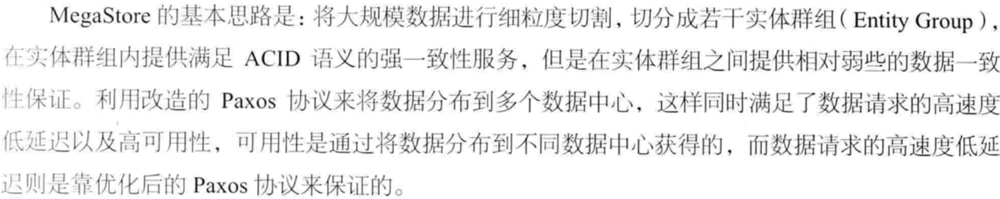 MegaStore 的基本思路是：将大规模数据进行细粒度切割，切分成若干实体群组（Entity Group），
在实体群组内提供满足 ACID 语义的强一致性服务，但是在实体群组之间提供相对弱些的数据一致
性保证。利用改造的 Paxos 协议来将数据分布到多个数据中心，这样同时满足了数据请求的高速度
低延迟以及高可用性，可用性是通过将数据分布到不同数据中心获得的，而数据请求的高速度低延
迟则是靠优化后的 Paxos 协议来保证的。